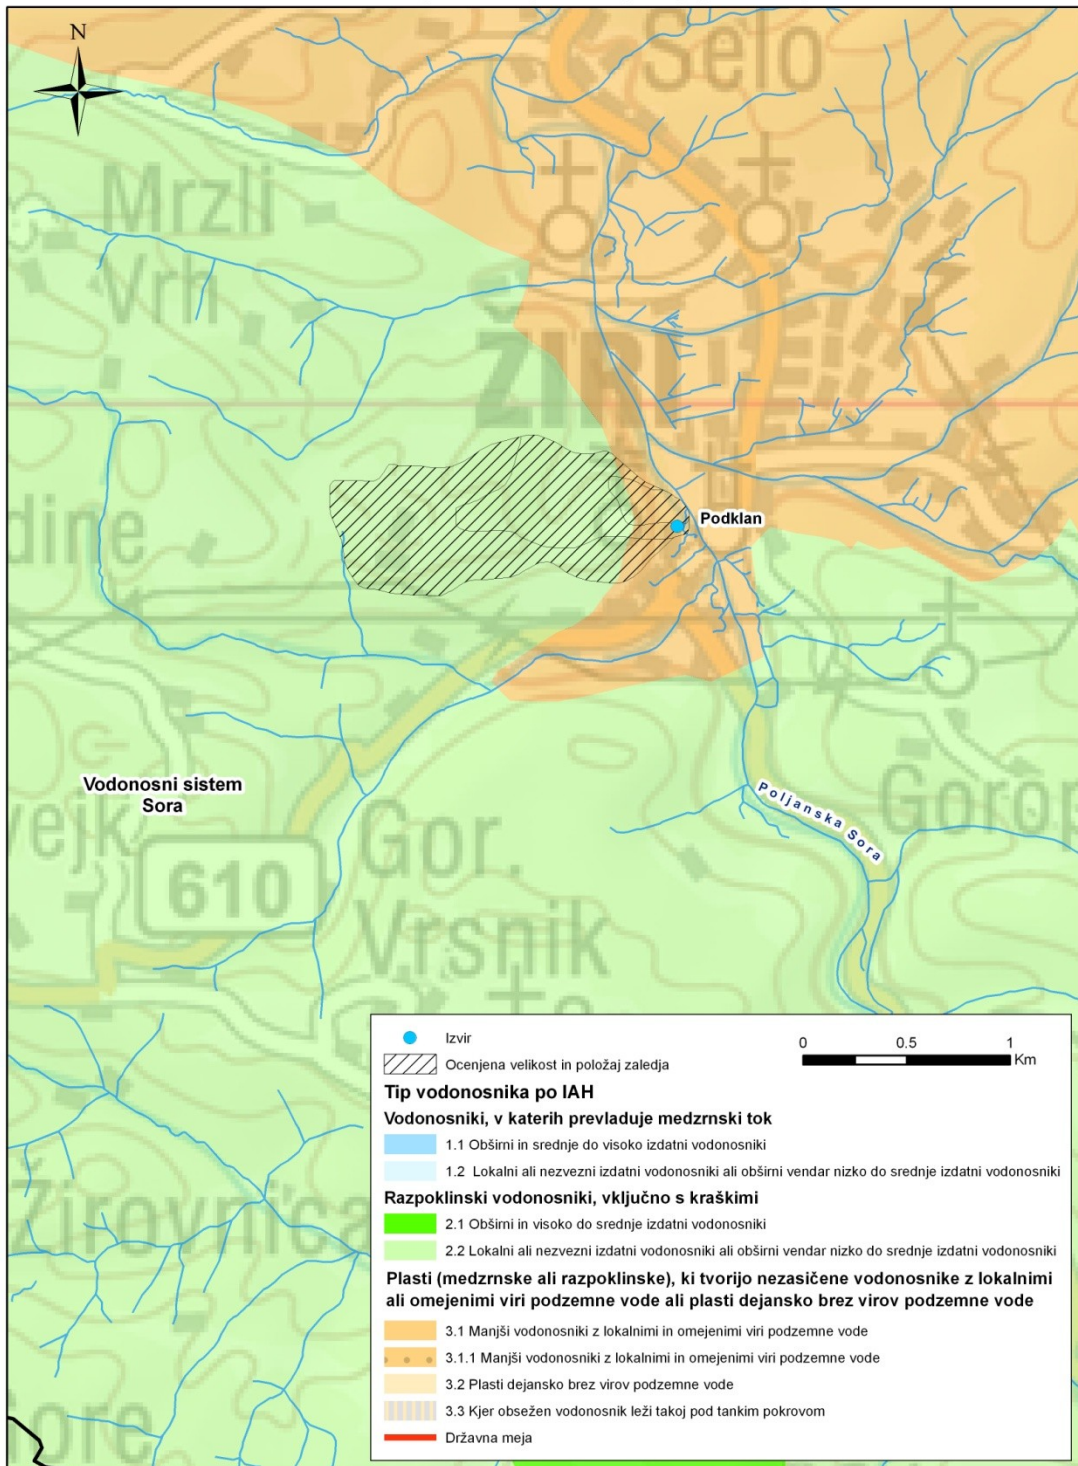 N
Selo
Mrzli
Vrh
ŽIRI
Podklan
dine
Vodonosni sistem
Sora
vejk
610
Gor.
Vrsnik
Poljanska Sora
Gorop
Žirovnica
ore
Izvir
Ocenjena velikost in položaj zaledja
0 0.5 1
Km
Tip vodonosnika po IAH
Vodonosniki, v katerih prevladuje medzrnski tok
1.1 Obširni in srednje do visoko izdatni vodonosniki
1.2 Lokalni ali nezvezni izdatni vodonosniki ali obširni vendar nizko do srednje izdatni vodonosniki
Razpoklinski vodonosniki, vključno s kraškimi
2.1 Obširni in visoko do srednje izdatni vodonosniki
2.2 Lokalni ali nezvezni izdatni vodonosniki ali obširni vendar nizko do srednje izdatni vodonosniki
Plasti (medzrnske ali razpoklinske), ki tvorijo nezasičene vodonosnike z lokalnimi
ali omejenimi viri podzemne vode ali plasti dejansko brez virov podzemne vode
3.1 Manjši vodonosniki z lokalnimi in omejenimi viri podzemne vode
3.1.1 Manjši vodonosniki z lokalnimi in omejenimi viri podzemne vode
3.2 Plasti dejansko brez virov podzemne vode
3.3 Kjer obsežen vodonosnik leži takoj pod tankim pokrovom
Državna meja